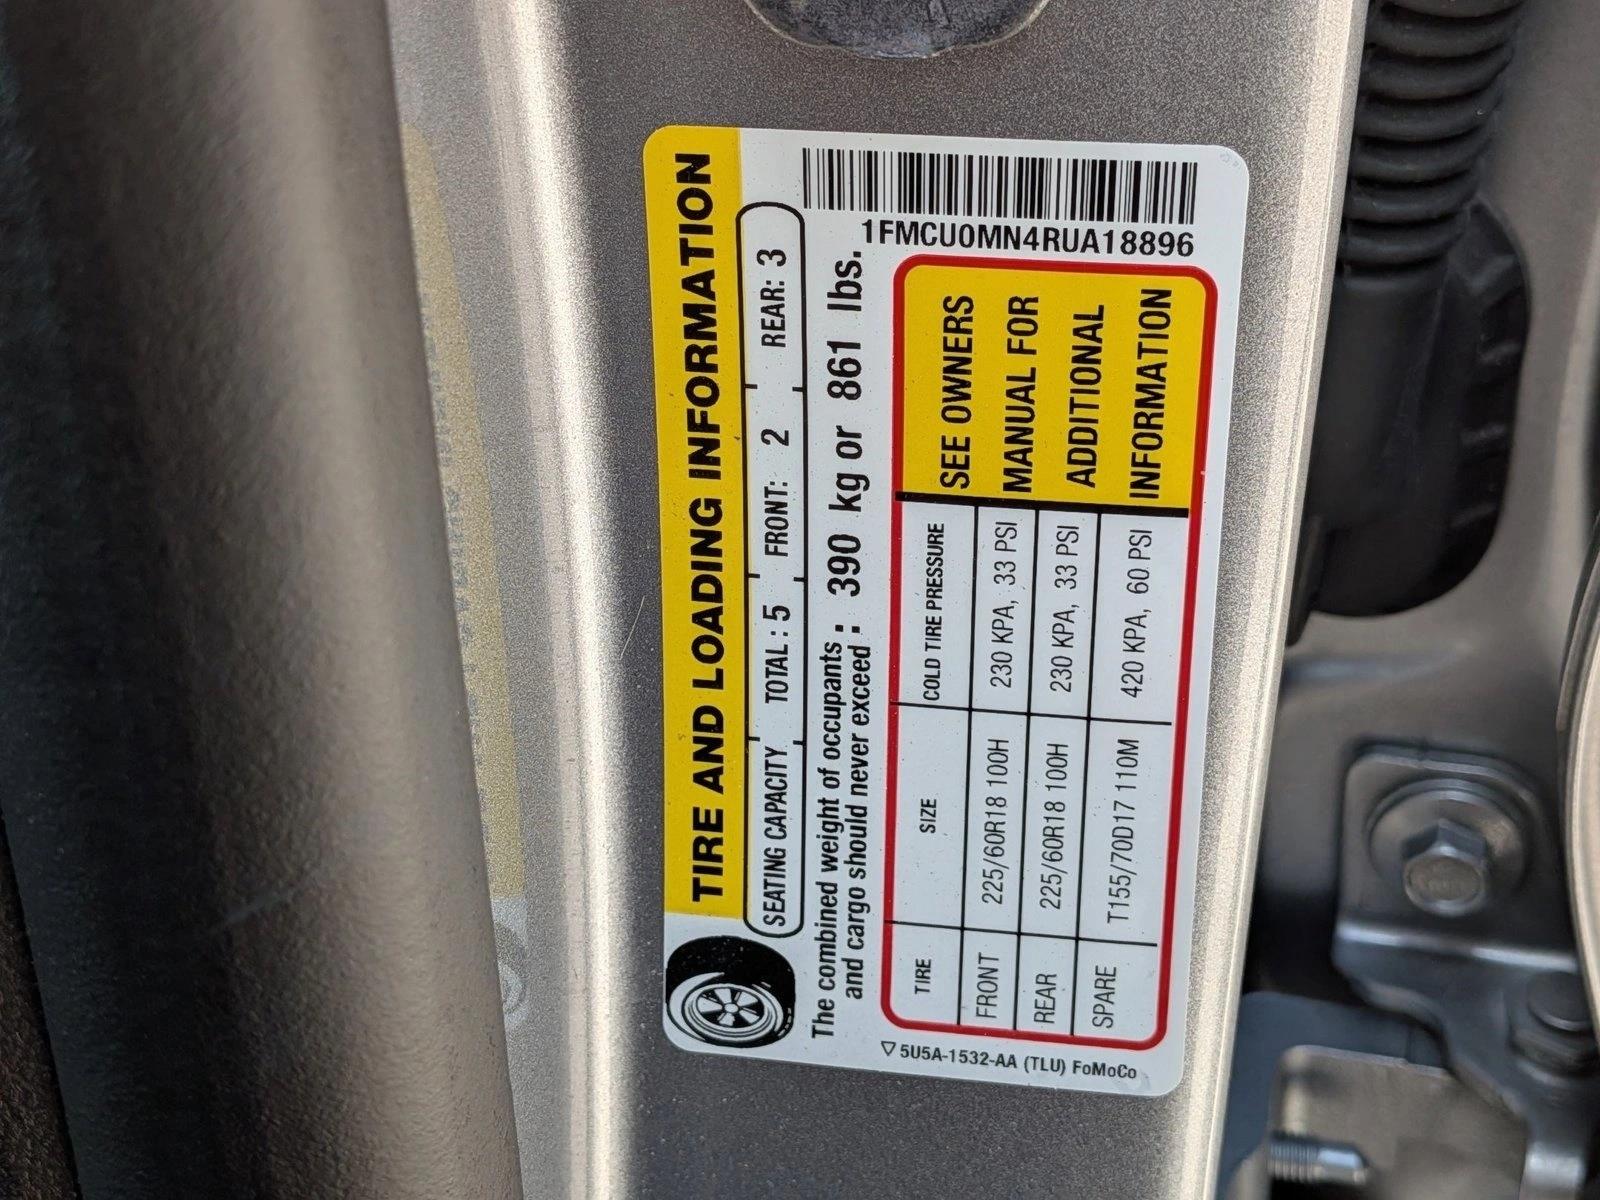 TIRE AND LOADING INFORMATION
SEATING CAPACITY TOTAL : 5 FRONT: 2 REAR: 3
The combined weight of occupants
and cargo should never exceed : 390 kg or 861 lbs.
1FMCU0MN4RUA18896
TIRE SIZE COLD TIRE PRESSURE
FRONT 225/60R18 100H 230 KPA, 33 PSI
REAR 225/60R18 100H 230 KPA, 33 PSI
SPARE T155/70D17 110M 420 KPA, 60 PSI
SEE OWNERS
MANUAL FOR
ADDITIONAL
INFORMATION
5U5A-1532-AA (TLU) FoMoCo